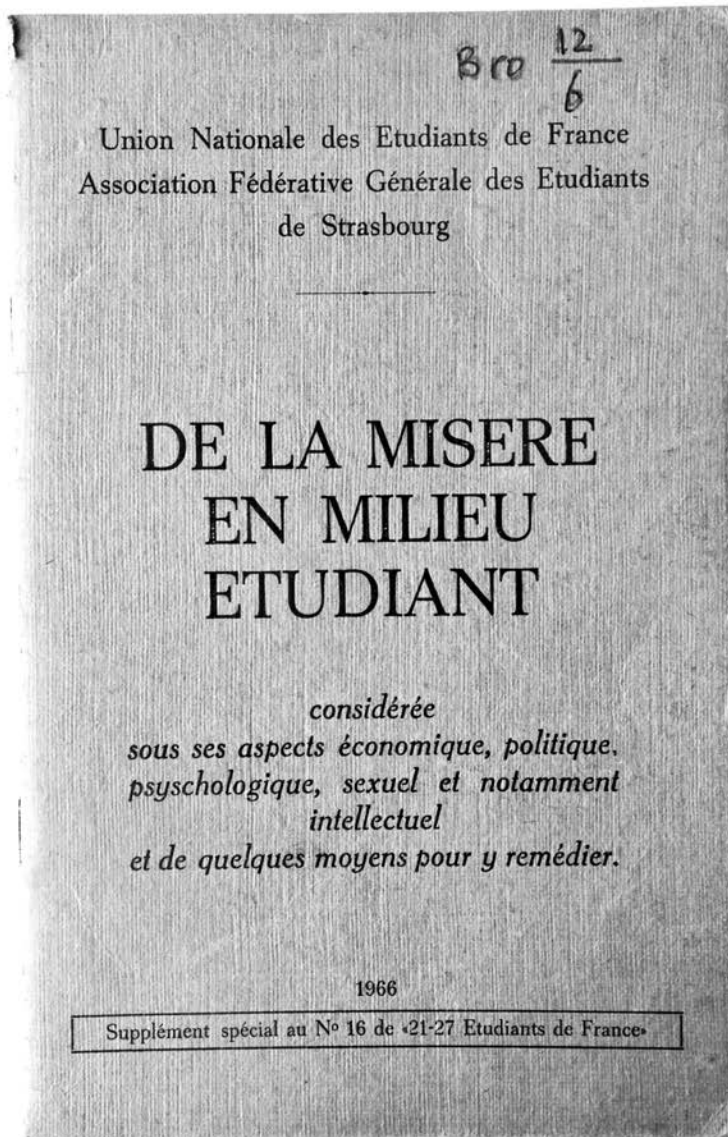 Bro 12
6
Union Nationale des Etudiants de France
Association Fédérative Générale des Etudiants
de Strasbourg
DE LA MISERE
EN MILIEU
ETUDIANT
considérée
sous ses aspects économique, politique,
psyschologique, sexuel et notamment
intellectuel
et de quelques moyens pour y remédier.
1966
Supplément spécial au Nº 16 de «21-27 Etudiants de France»